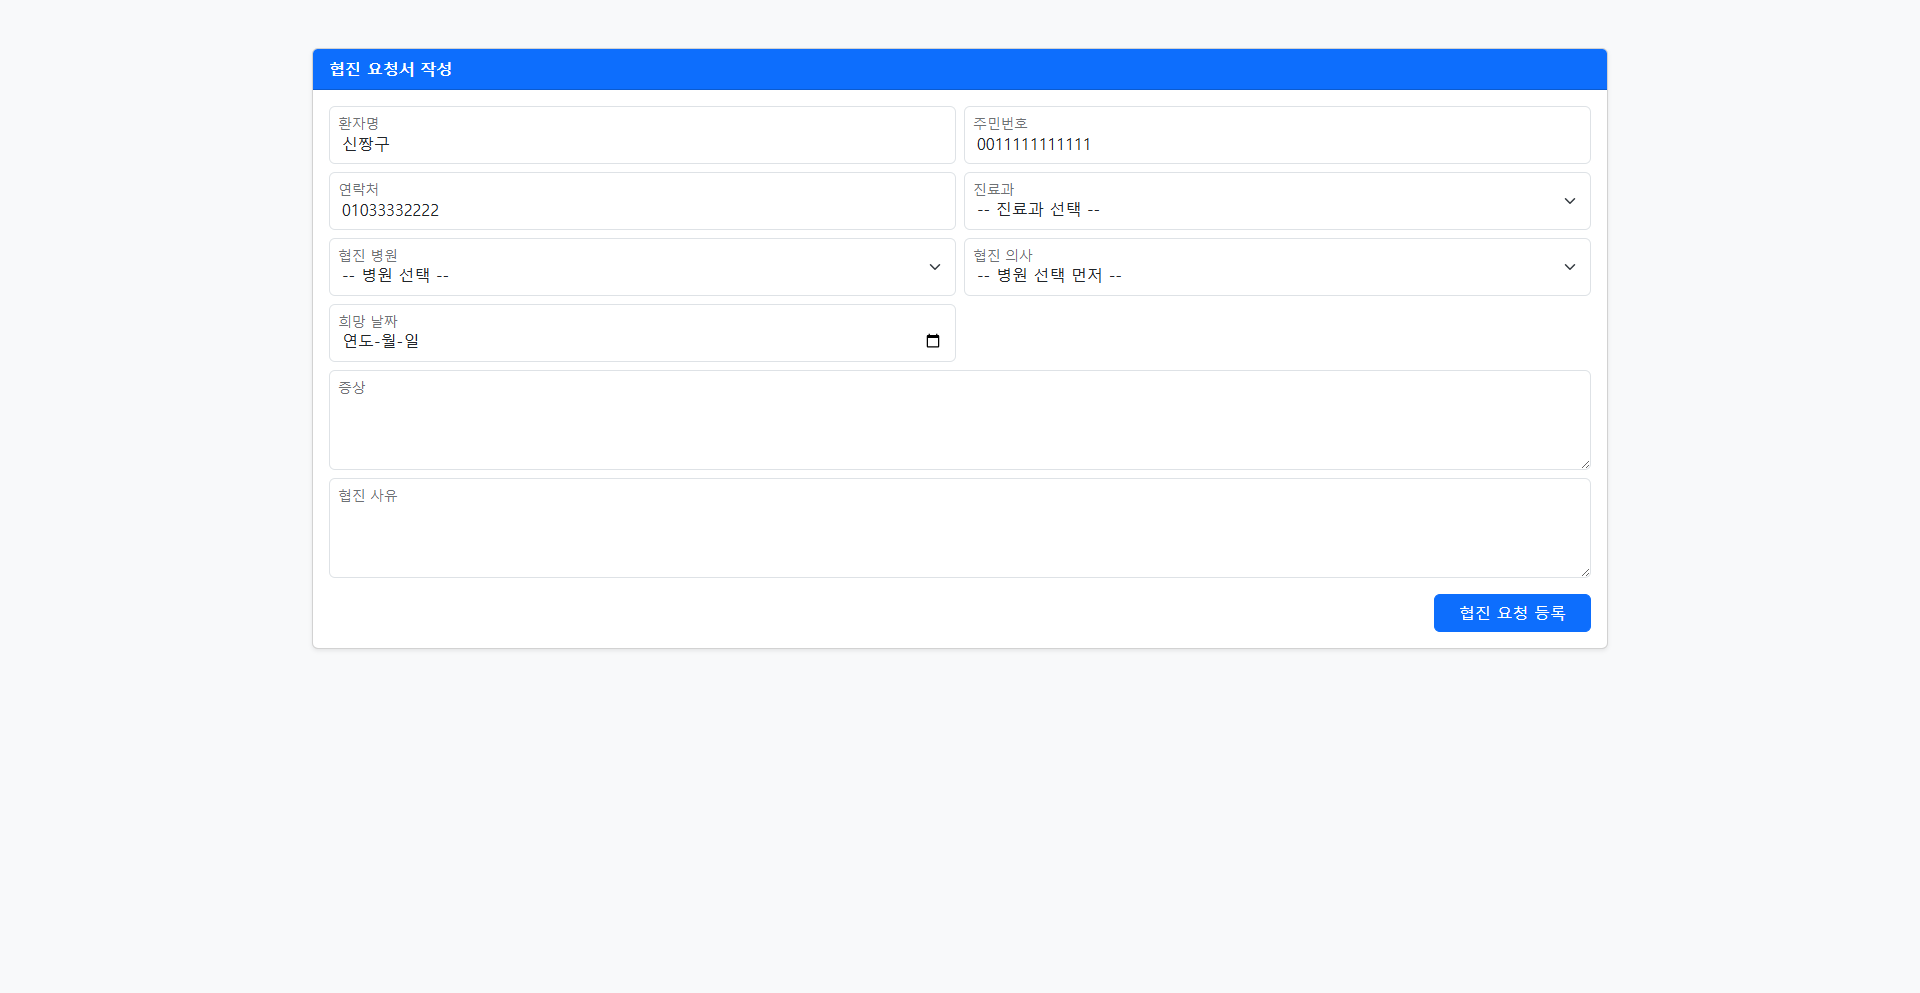 협진 요청서 작성
환자명
신짱구
주민번호
0011111111111
연락처
01033332222
진료과
-- 진료과 선택 --
협진 병원
-- 병원 선택 --
협진 의사
-- 병원 선택 먼저 --
희망 날짜
연도-월-일
증상
협진 사유
협진 요청 등록